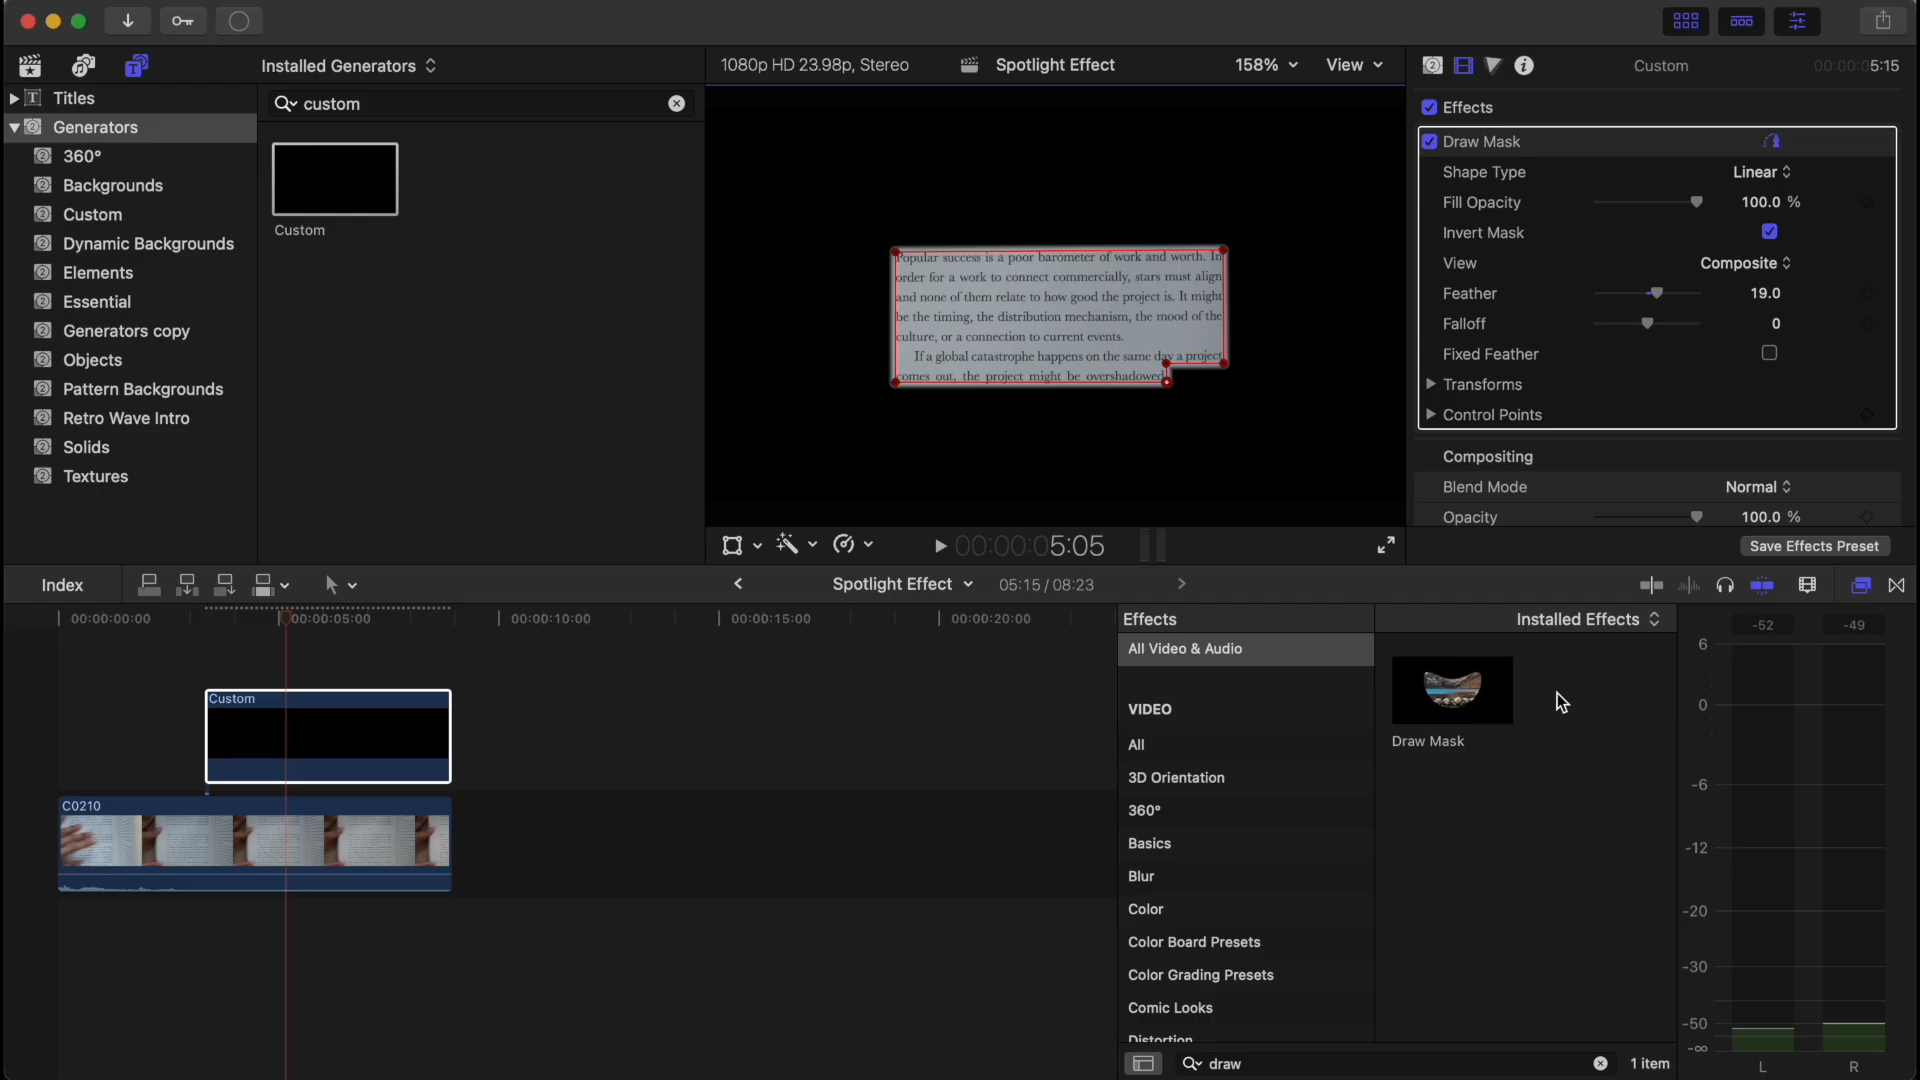 Installed Generators
1080p HD 23.98p, Stereo
Spotlight Effect
158%
View
Custom
00:00:05:15
Titles
custom
Effects
Generators
Draw Mask
360°
Shape Type
Linear
Backgrounds
Fill Opacity
100.0 %
Custom
Custom
Invert Mask
Dynamic Backgrounds
View
Composite
Elements
Feather
19.0
Essential
Falloff
0
Generators copy
Fixed Feather
Objects
Transforms
Pattern Backgrounds
Control Points
Retro Wave Intro
Solids
Compositing
Textures
Blend Mode
Normal
Opacity
100.0 %
Popular success is a poor barometer of work and worth. In
order for a work to connect commercially, stars must align
and none of them relate to how good the project is. It might
be the timing, the distribution mechanism, the mood of the
culture, or a connection to current events.
If a global catastrophe happens on the same day a project
comes out, the project might be overshadowed
00:00:05:05
Save Effects Preset
Index
Spotlight Effect
05:15 / 08:23
00:00:00:00
00:00:05:00
00:00:10:00
00:00:15:00
00:00:20:00
Effects
Installed Effects
-52
-49
All Video & Audio
6
Custom
VIDEO
0
All
Draw Mask
3D Orientation
-6
C0210
360°
Basics
-12
Blur
Color
-20
Color Board Presets
Color Grading Presets
-30
Comic Looks
-50
Distortion
-∞
draw
1 item
L
R